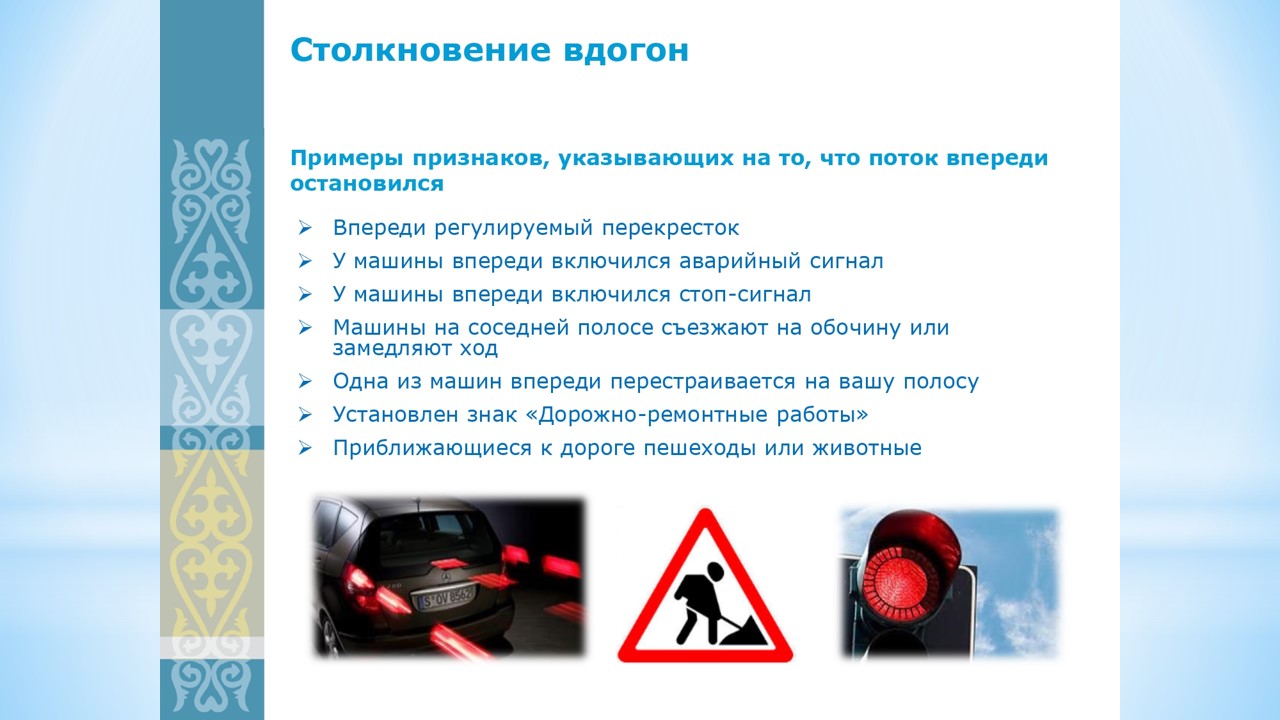 Столкновение вдогон
Примеры признаков, указывающих на то, что поток впереди
остановился
Впереди регулируемый перекресток
У машины впереди включился аварийный сигнал
У машины впереди включился стоп-сигнал
Машины на соседней полосе съезжают на обочину или
замедляют ход
Одна из машин впереди перестраивается на вашу полосу
Установлен знак «Дорожно-ремонтные работы»
Приближающиеся к дороге пешеходы или животные